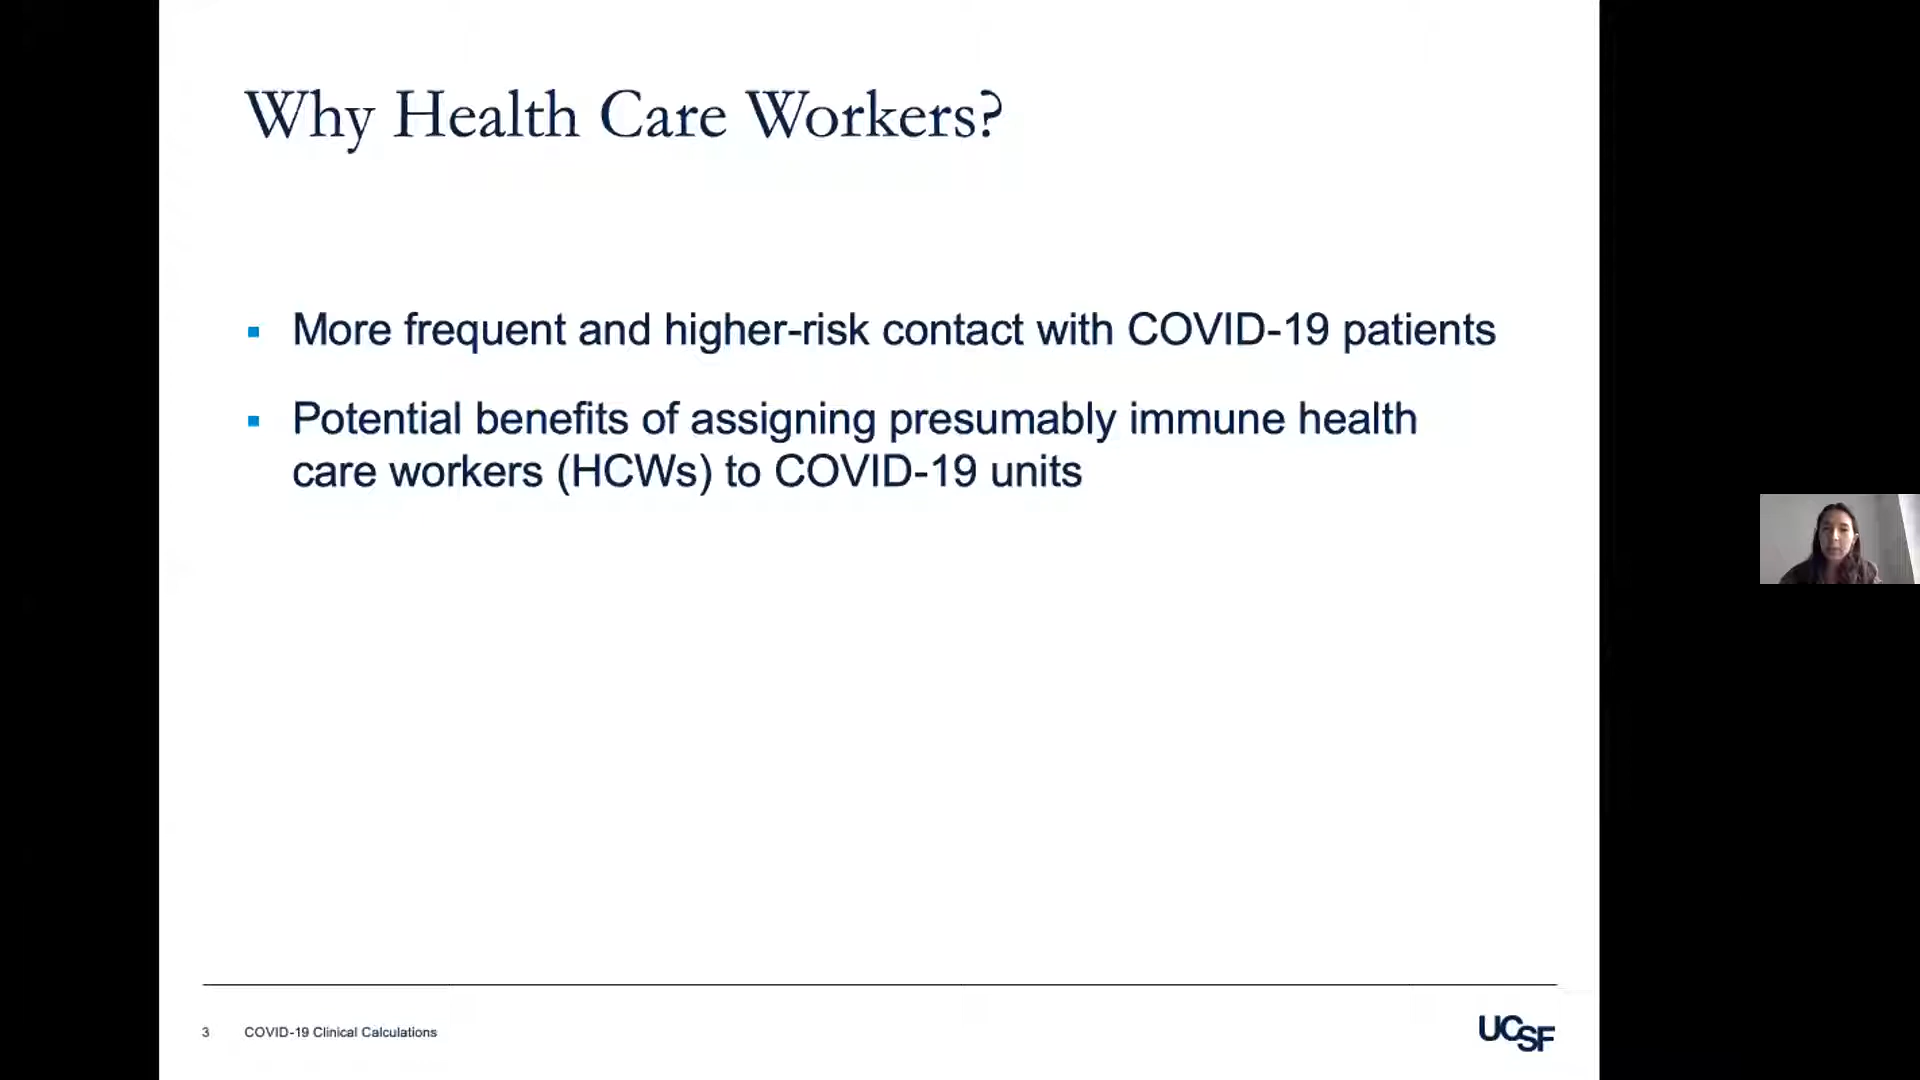 Why Health Care Workers?
More frequent and higher-risk contact with COVID-19 patients
Potential benefits of assigning presumably immune health
care workers (HCWs) to COVID-19 units
3 COVID-19 Clinical Calculations
UCSF